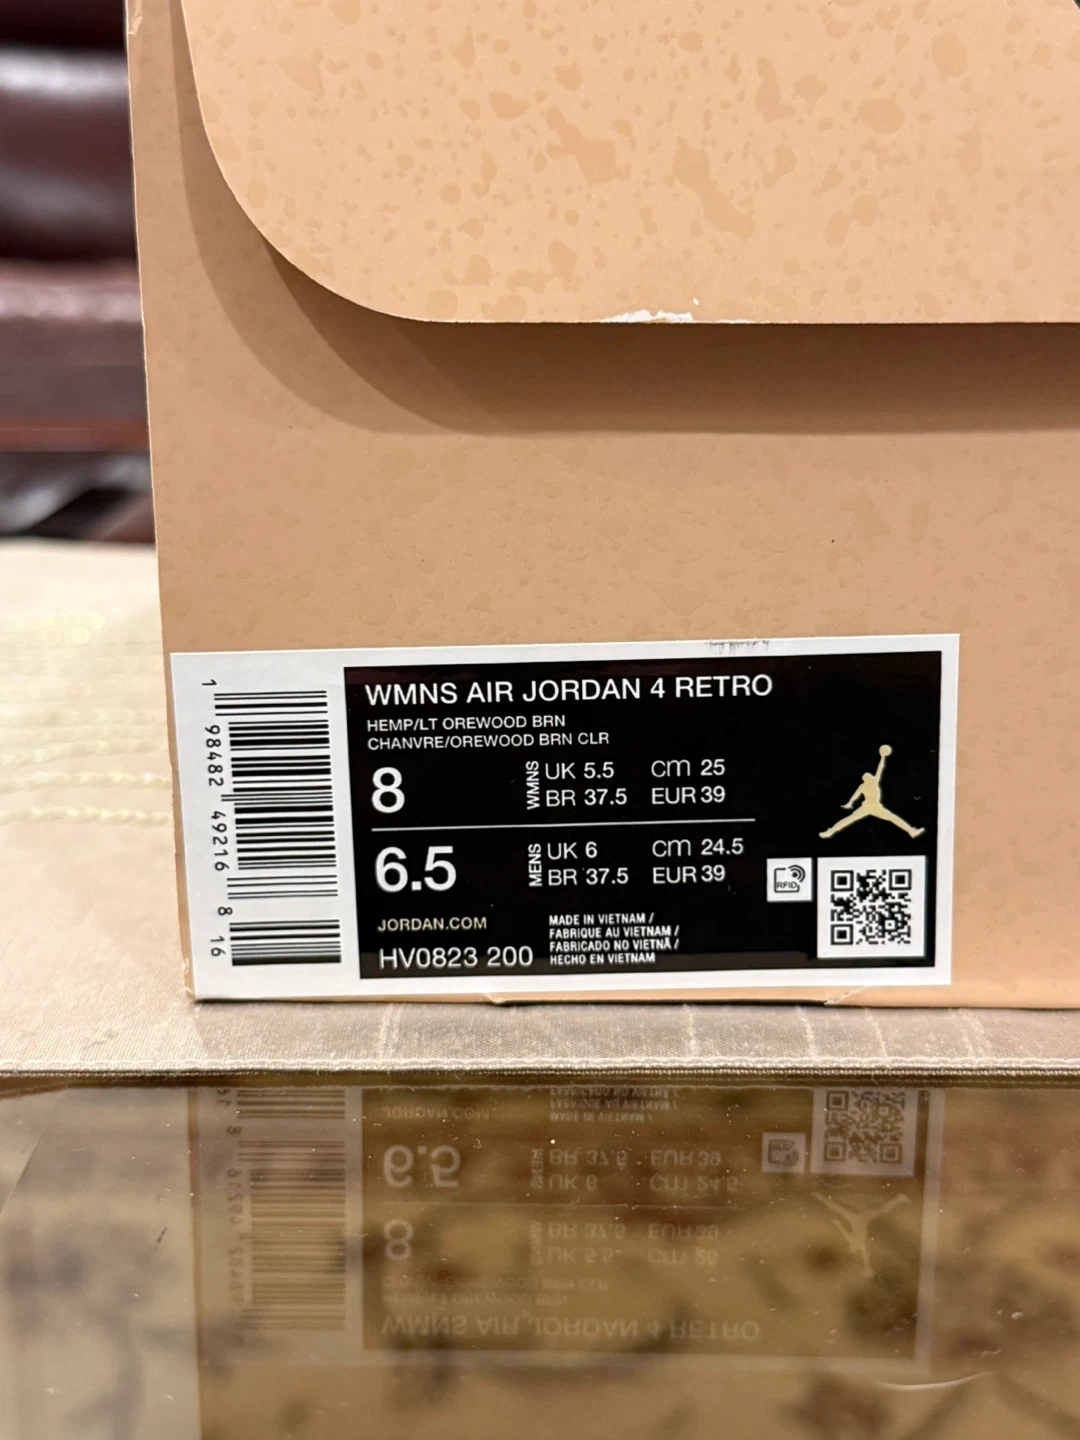 WMNS AIR JORDAN 4 RETRO
HEMP/LT OREWOOD BRN
CHANVRE/OREWOOD BRN CLR
8 WMNS UK 5.5 cm 25
BR 37.5 EUR 39
6.5 MENS UK 6 cm 24.5
BR 37.5 EUR 39
RFID
JORDAN.COM
HV0823 200
MADE IN VIETNAM /
FABRIQUE AU VIETNAM /
FABRICADO NO VIETNÃ /
HECHO EN VIETNAM
1 98482 49216 8 16